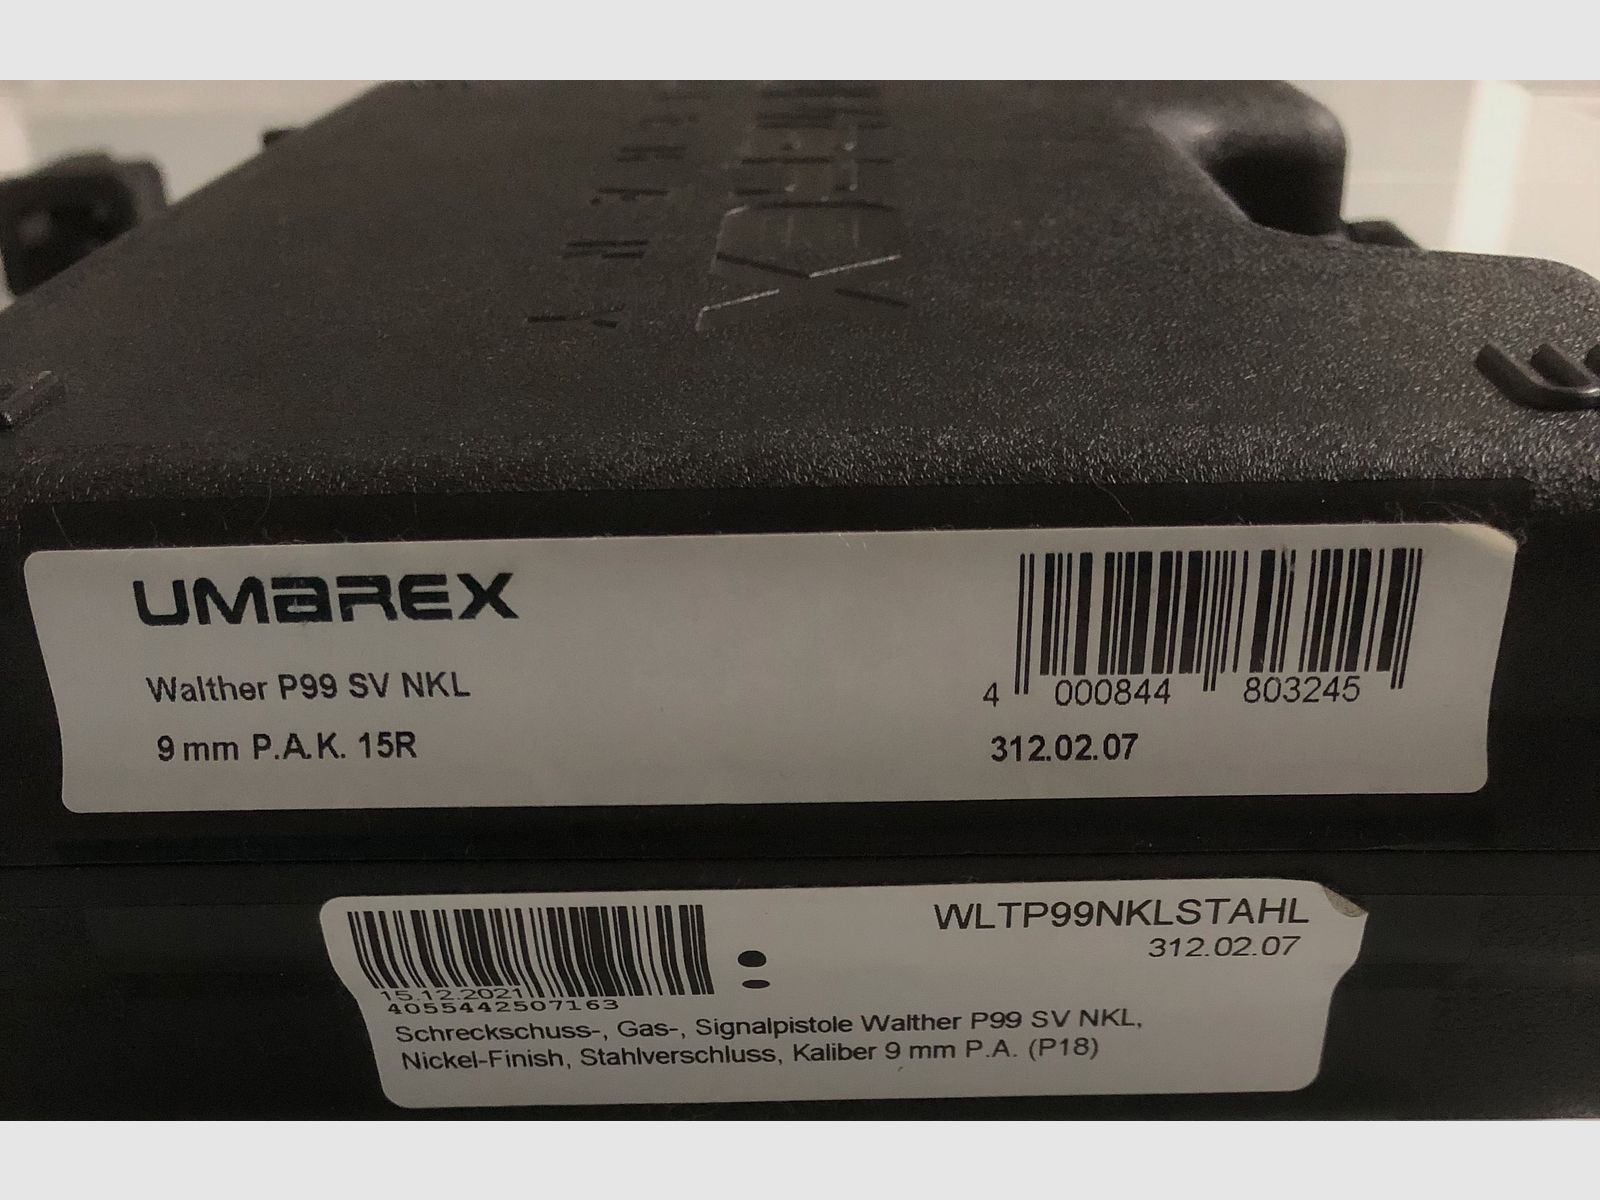 UMAREX
Walther P99 SV NKL
9 mm P.A.K. 15R
4 000844 803245
312.02.07
WLTP99NKLSTAHL
312.02.07
15.12.2021
4055442507163
Schreckschuss-, Gas-, Signalpistole Walther P99 SV NKL,
Nickel-Finish, Stahlverschluss, Kaliber 9 mm P.A. (P18)